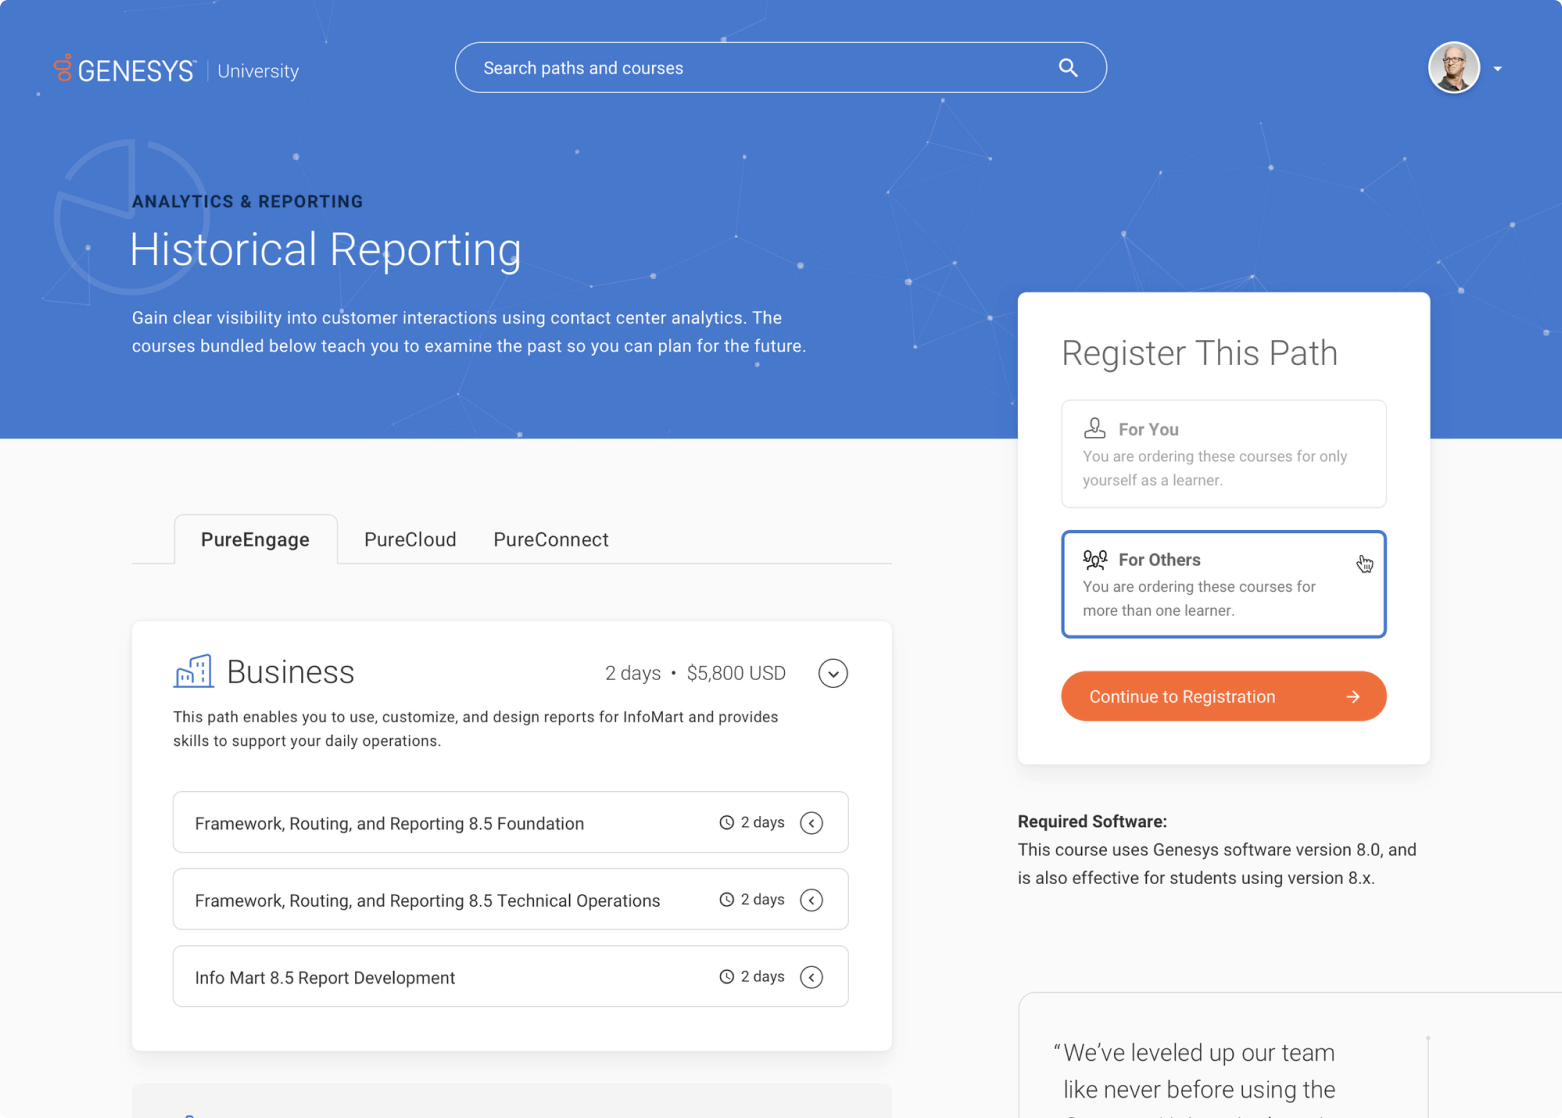 GENESYS™ University
Search paths and courses
ANALYTICS & REPORTING
Historical Reporting
Gain clear visibility into customer interactions using contact center analytics. The
courses bundled below teach you to examine the past so you can plan for the future.
Register This Path
For You
You are ordering these courses for only
yourself as a learner.
For Others
You are ordering these courses for
more than one learner.
Continue to Registration
PureEngage
PureCloud
PureConnect
Business
2 days • $5,800 USD
This path enables you to use, customize, and design reports for InfoMart and provides
skills to support your daily operations.
Framework, Routing, and Reporting 8.5 Foundation
2 days
Framework, Routing, and Reporting 8.5 Technical Operations
2 days
Info Mart 8.5 Report Development
2 days
Required Software:
This course uses Genesys software version 8.0, and
is also effective for students using version 8.x.
“We’ve leveled up our team
like never before using the